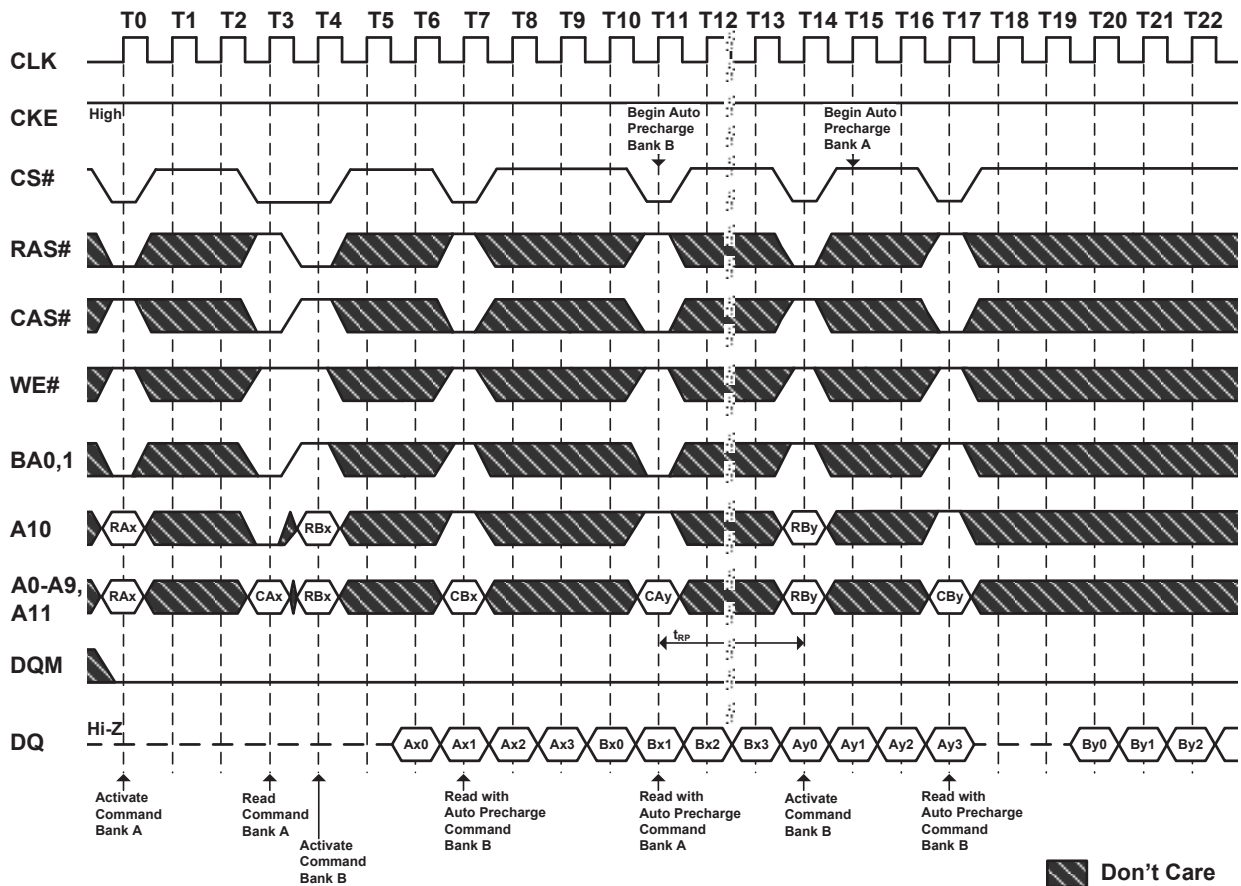 T0 T1 T2 T3 T4 T5 T6 T7 T8 T9 T10 T11 T12 T13 T14 T15 T16 T17 T18 T19 T20 T21 T22
CLK
CKE
High
Begin Auto
Precharge
Bank B
Begin Auto
Precharge
Bank A
CS#
RAS#
CAS#
WE#
BA0,1
A10
RAx RBx RBy
A0-A9,
A11
RAx CAx RBx CBx CAy RBy CBy
tRP
DQM
DQ
Hi-Z
Ax0 Ax1 Ax2 Ax3 Bx0 Bx1 Bx2 Bx3 Ay0 Ay1 Ay2 Ay3 By0 By1 By2
Activate
Command
Bank A
Read
Command
Bank A
Activate
Command
Bank B
Read with
Auto Precharge
Command
Bank B
Read with
Auto Precharge
Command
Bank A
Activate
Command
Bank B
Read with
Auto Precharge
Command
Bank B
Don't Care